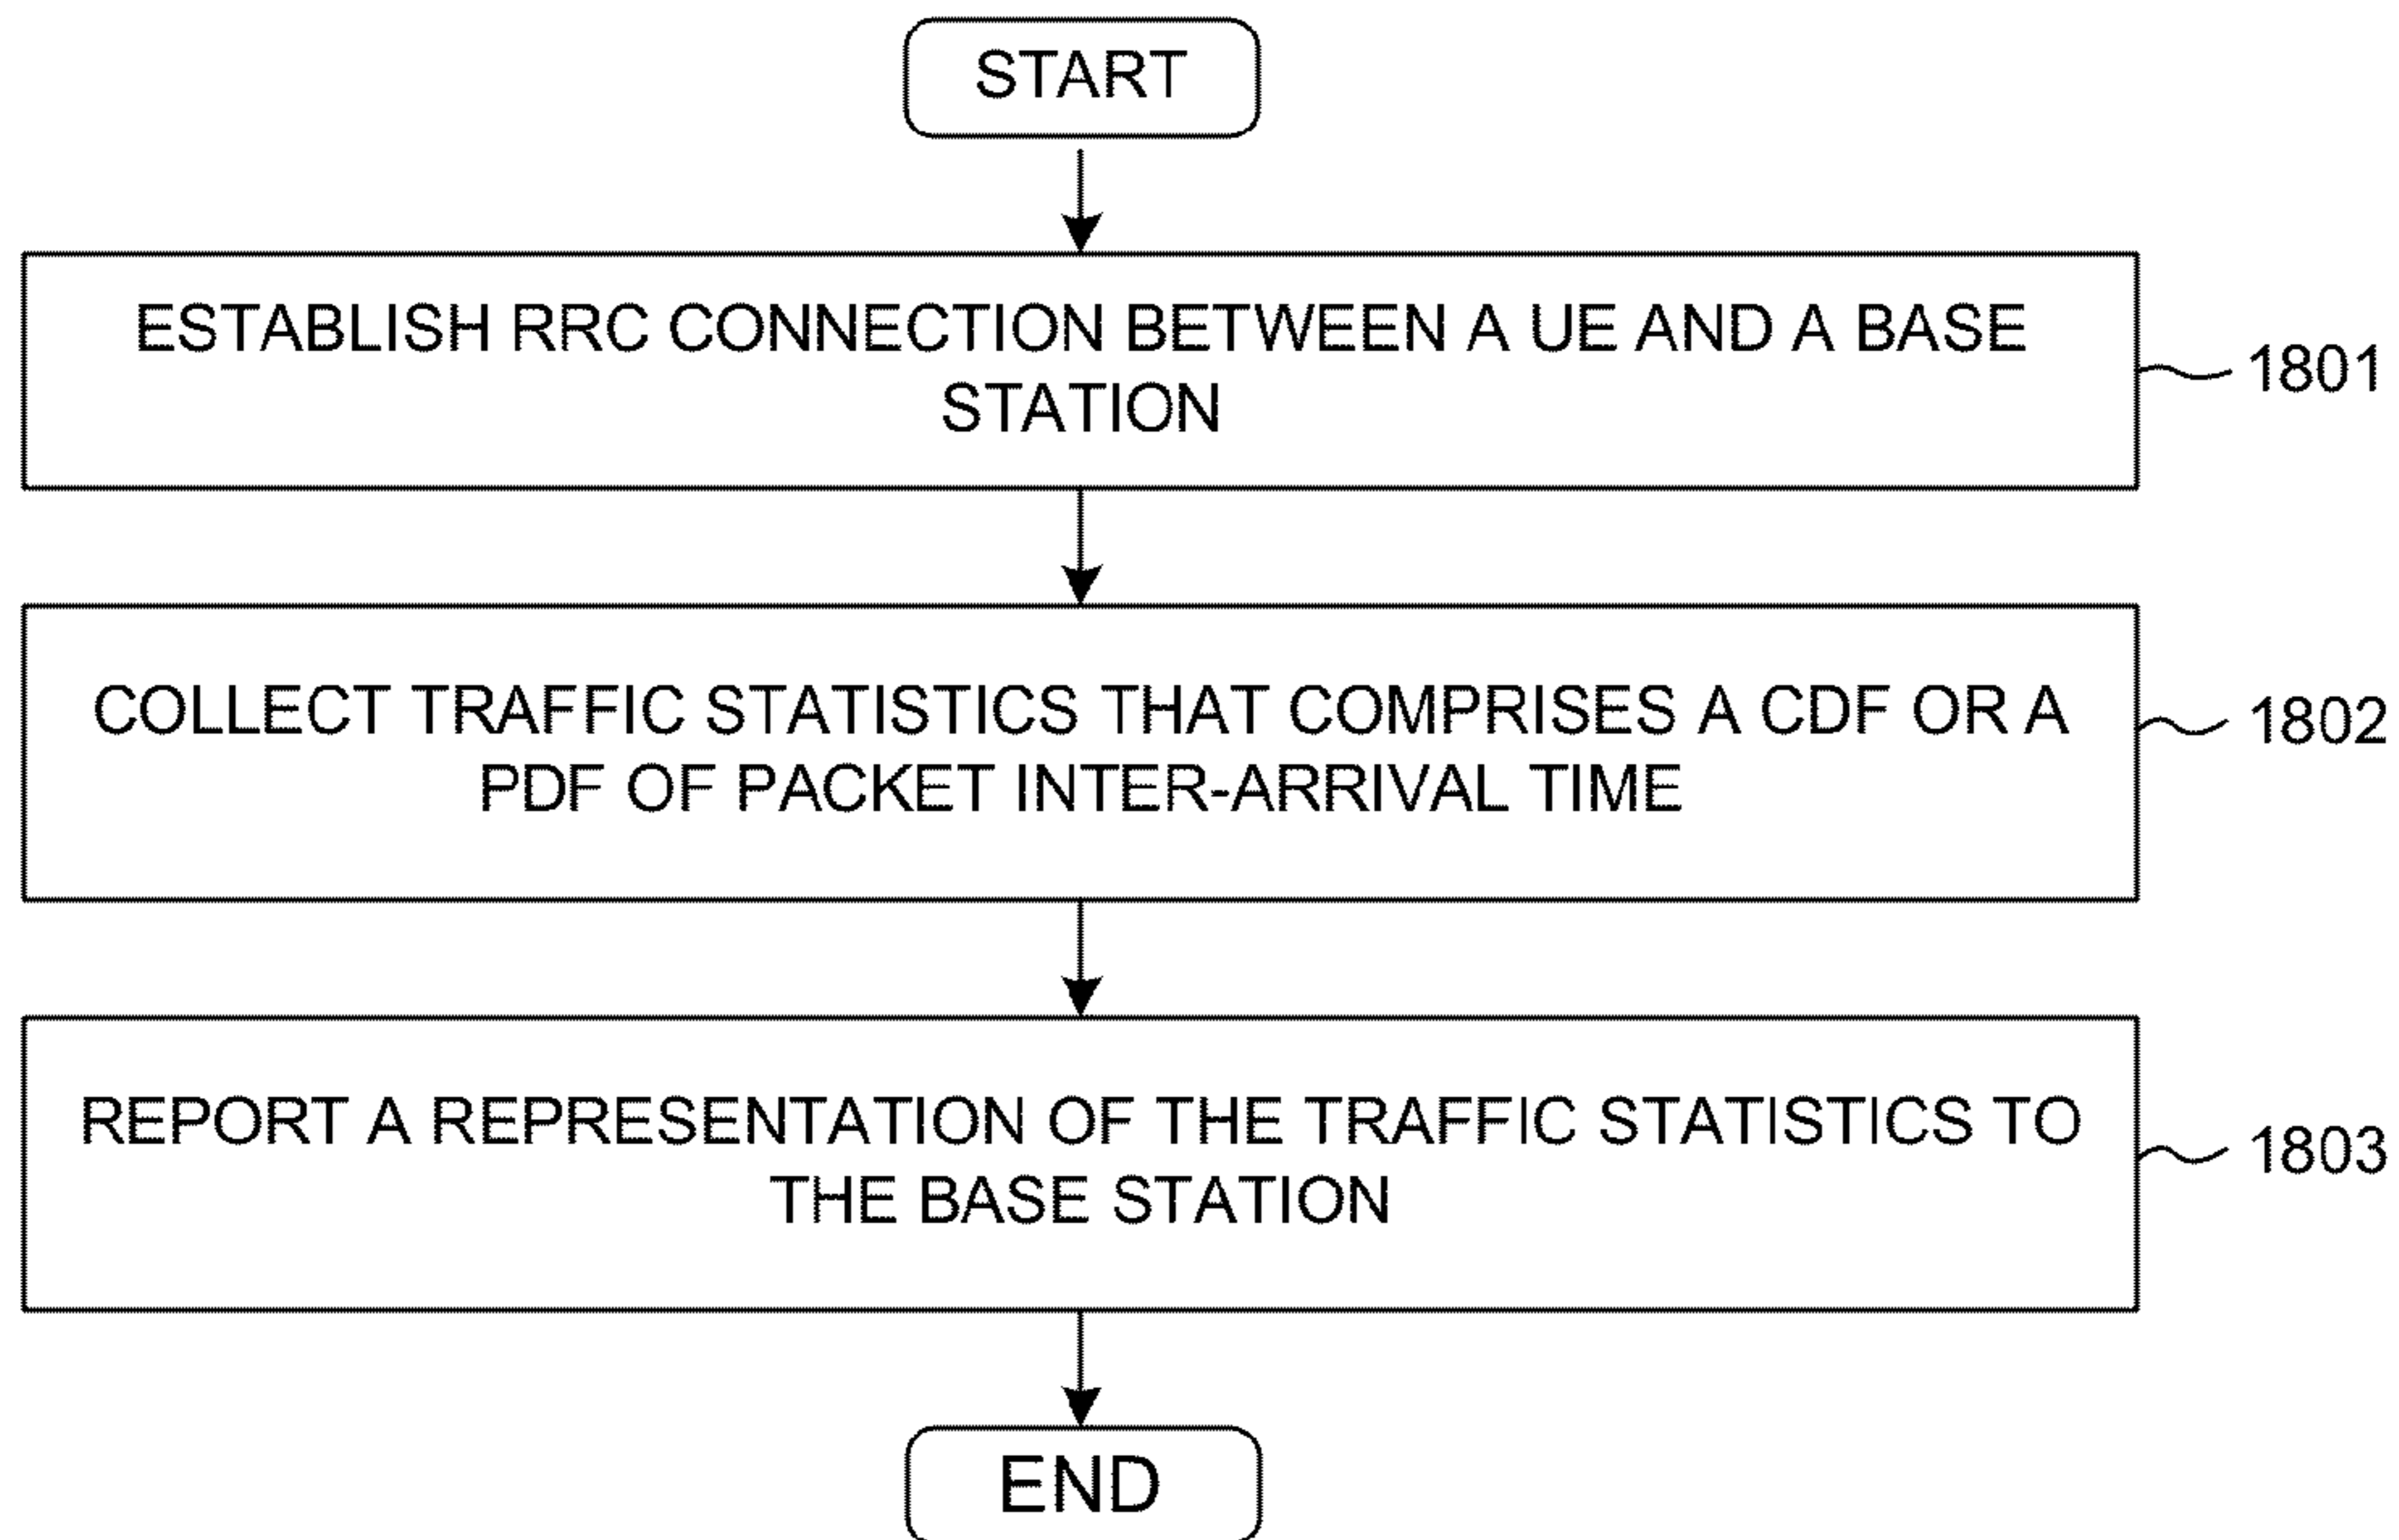 START
ESTABLISH RRC CONNECTION BETWEEN A UE AND A BASE
STATION
1801
COLLECT TRAFFIC STATISTICS THAT COMPRISES A CDF OR A
PDF OF PACKET INTER-ARRIVAL TIME
1802
REPORT A REPRESENTATION OF THE TRAFFIC STATISTICS TO
THE BASE STATION
1803
END